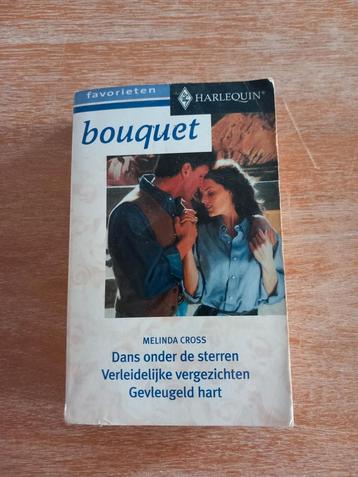 favorieten
HARLEQUIN®
bouquet
MELINDA CROSS
Dans onder de sterren
Verleidelijke vergezichten
Gevleugeld hart